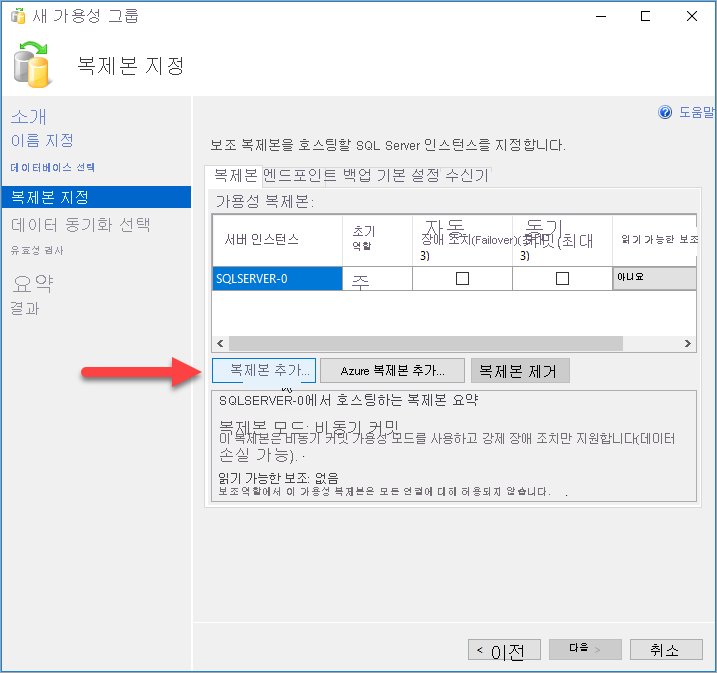 새 가용성 그룹
복제본 지정
소개
이름 지정
데이터베이스 선택
복제본 지정
데이터 동기화 선택
유효성 검사
요약
결과
도움말
보조 복제본을 호스팅할 SQL Server 인스턴스를 지정합니다.
복제본 엔드포인트 백업 기본 설정 수신기
가용성 복제본:
서버 인스턴스
초기
역할
자동
장애 조치(Failover)(최대
3)
동기
커밋(최대
3)
읽기 가능한 보조
SQLSERVER-0
주
아니요
복제본 추가...
Azure 복제본 추가...
복제본 제거
SQLSERVER-0에서 호스팅하는 복제본 요약
복제본 모드: 비동기 커밋
이 복제본은 비동기 커밋 가용성 모드를 사용하고 강제 장애 조치만 지원합니다(데이터
손실 가능).
읽기 가능한 보조: 없음
보조 역할에서 이 가용성 복제본은 모든 연결에 대해 허용되지 않습니다.
< 이전
다음 >
취소